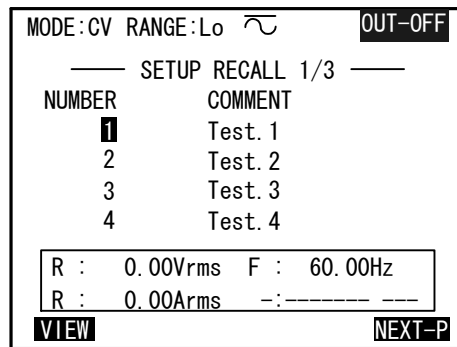 MODE:CV RANGE:Lo OUT-OFF
SETUP RECALL 1/3
NUMBER COMMENT
1 Test.1
2 Test.2
3 Test.3
4 Test.4
R : 0.00Vrms F : 60.00Hz
R : 0.00Arms -:------- ---
VIEW NEXT-P